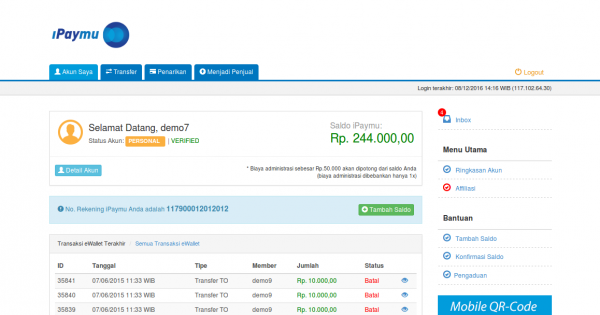 iPaymu
Akun Saya Transfer Penarikan Menjadi Penjual Logout
Login terakhir: 08/12/2016 14:16 WIB (117.102.64.30)
Selamat Datang, demo7
Status Akun: PERSONAL | VERIFIED
Saldo iPaymu:
Rp. 244.000,00
Detail Akun
* Biaya administrasi sebesar Rp.50.000 akan dipotong dari saldo Anda
(biaya administrasi dibebankan hanya 1x)
No. Rekening iPaymu Anda adalah 117900012012012
Tambah Saldo
Transaksi eWallet Terakhir Semua Transaksi eWallet
ID Tanggal Tipe Member Jumlah Status
35841 07/06/2015 11:33 WIB Transfer TO demo9 Rp. 10.000,00 Batal
35840 07/06/2015 11:33 WIB Transfer TO demo9 Rp. 10.000,00 Batal
35839 07/06/2015 11:33 WIB Transfer TO demo9 Rp. 10.000,00 Batal
4
Inbox
Menu Utama
Ringkasan Akun
Affiliasi
Bantuan
Tambah Saldo
Konfirmasi Saldo
Pengaduan
Mobile QR-Code